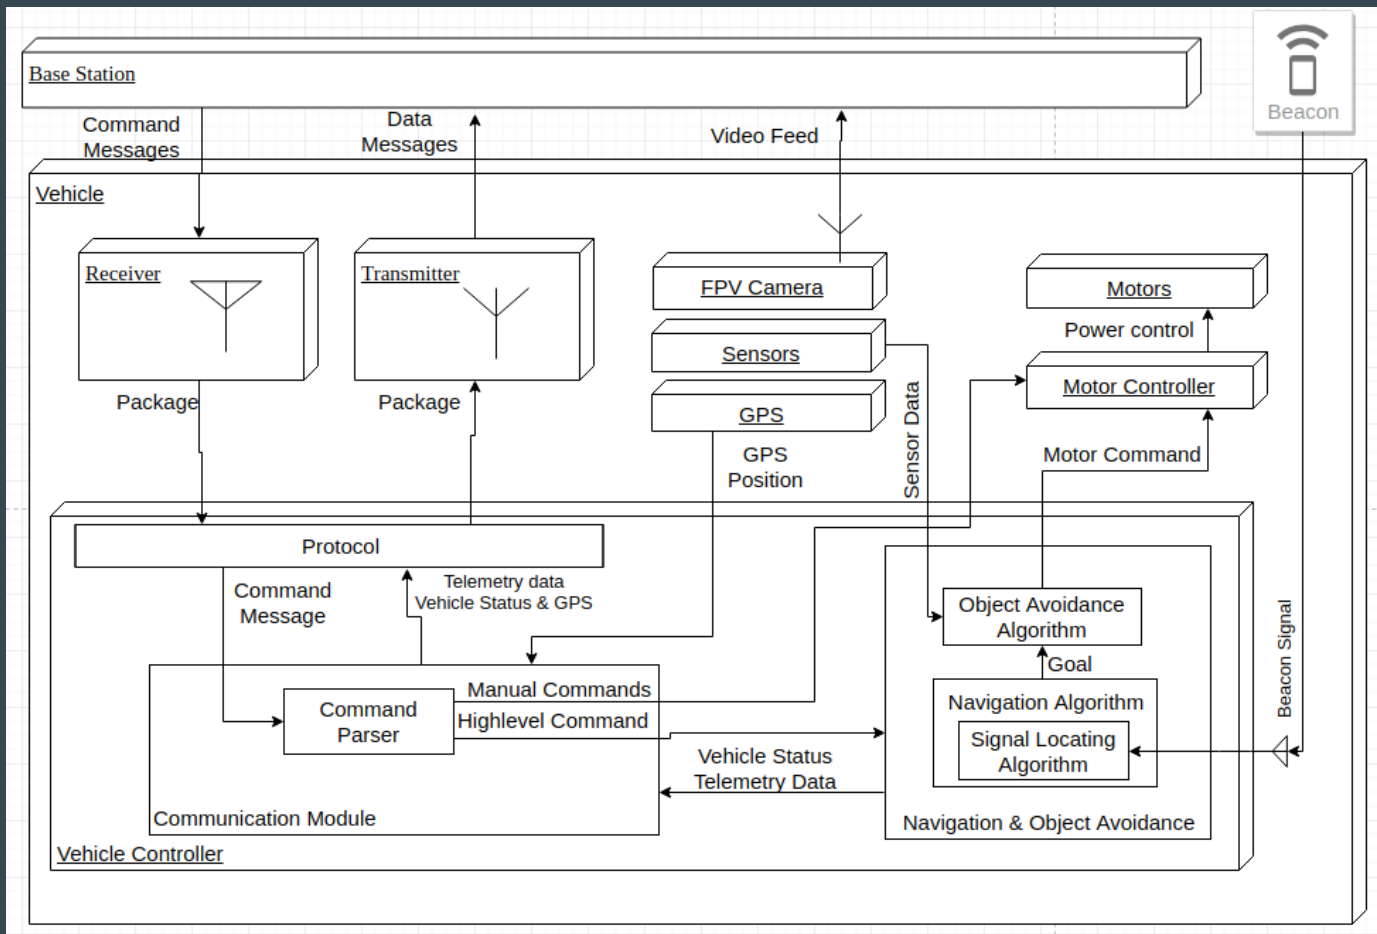 Base Station
Beacon
Command
Messages
Data
Messages
Video Feed
Vehicle
Receiver
Transmitter
FPV Camera
Sensors
GPS
Motors
Power control
Motor Controller
Package
Package
GPS
Position
Sensor Data
Motor Command
Protocol
Command
Message
Telemetry data
Vehicle Status & GPS
Object Avoidance
Algorithm
Goal
Navigation Algorithm
Signal Locating
Algorithm
Beacon Signal
Manual Commands
Highlevel Command
Command
Parser
Vehicle Status
Telemetry Data
Communication Module
Navigation & Object Avoidance
Vehicle Controller